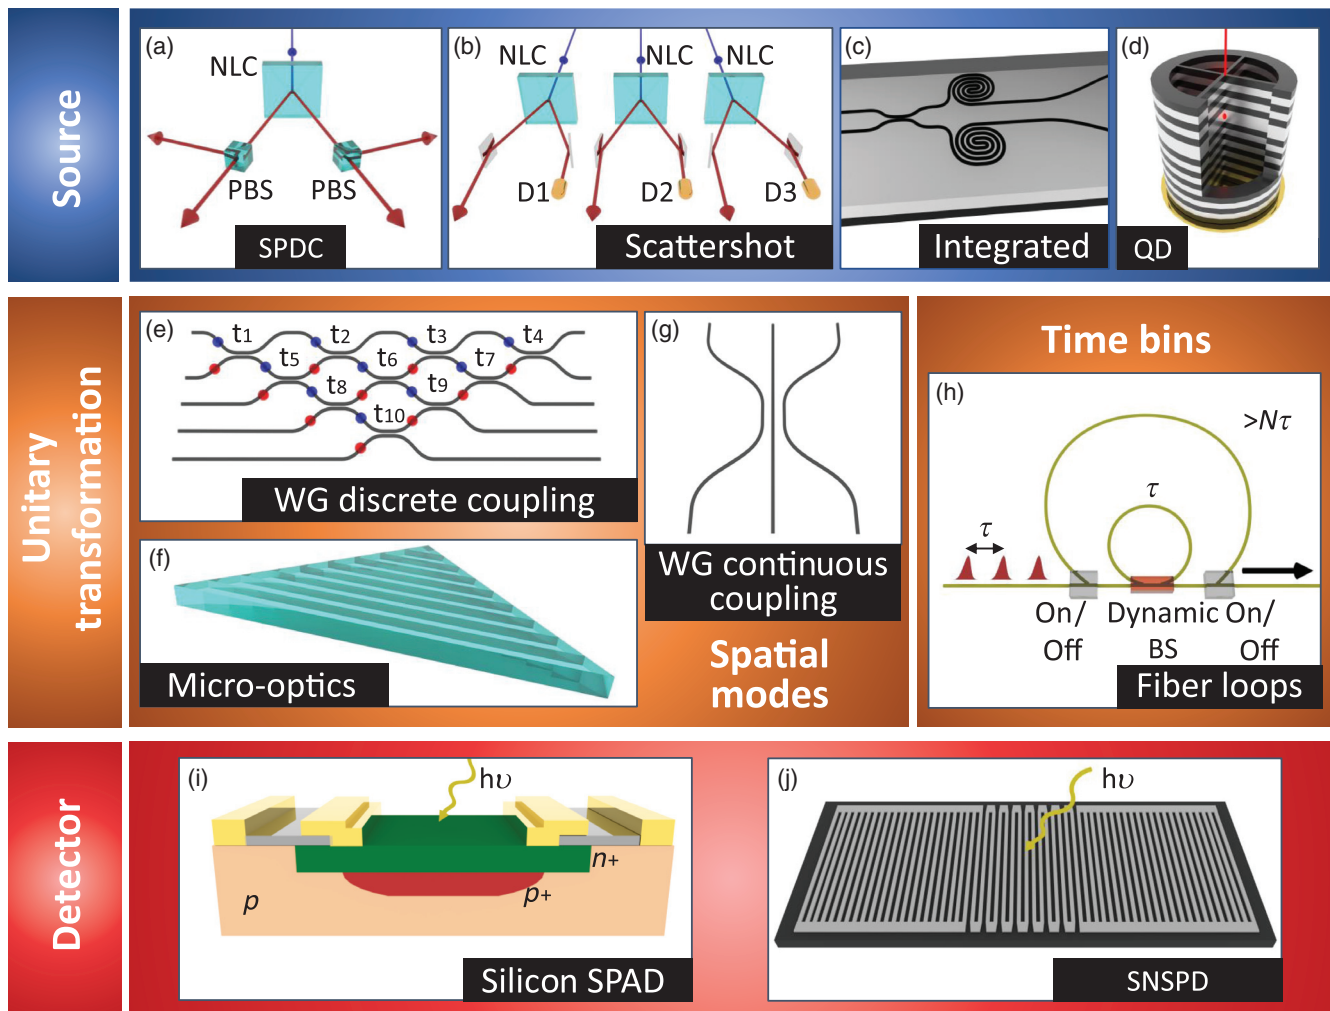 Source
(a)
NLC
PBS PBS
SPDC
(b)
NLC NLC NLC
D1 D2 D3
Scattershot
(c)
Integrated
(d)
QD
Unitary
transformation
(e)
t1 t2 t3 t4
t5 t6 t7
t8 t9
t10
WG discrete coupling
(f)
Micro-optics
(g)
WG continuous
coupling
Spatial
modes
Time bins
(h)
>Nτ
τ
τ
On/
Off
Dynamic
BS
On/
Off
Fiber loops
Detector
(i)
hυ
n+
p+
p
Silicon SPAD
(j)
hυ
SNSPD